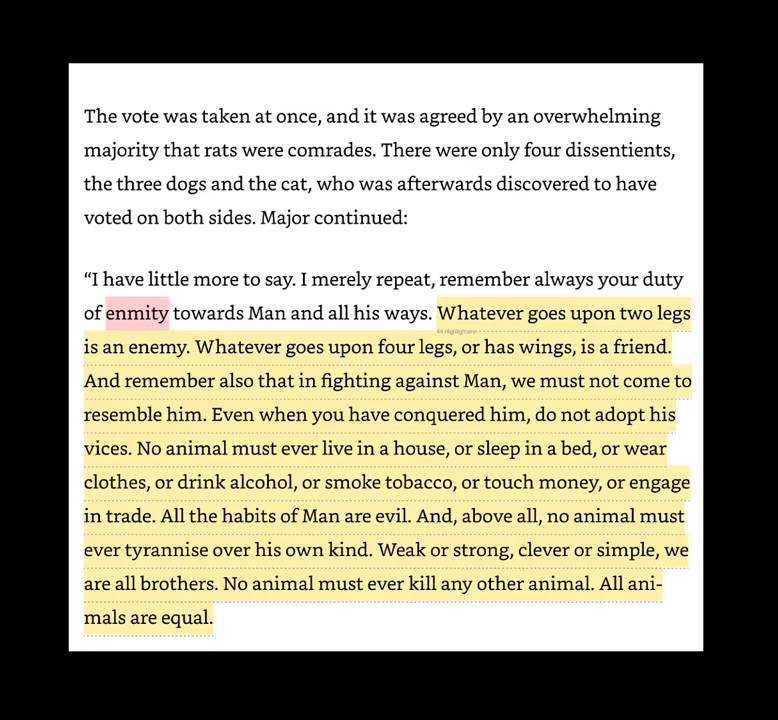 The vote was taken at once, and it was agreed by an overwhelming
majority that rats were comrades. There were only four dissentients,
the three dogs and the cat, who was afterwards discovered to have
voted on both sides. Major continued:
“I have little more to say. I merely repeat, remember always your duty
of enmity towards Man and all his ways. Whatever goes upon two legs
44 Highlighters
is an enemy. Whatever goes upon four legs, or has wings, is a friend.
And remember also that in fighting against Man, we must not come to
resemble him. Even when you have conquered him, do not adopt his
vices. No animal must ever live in a house, or sleep in a bed, or wear
clothes, or drink alcohol, or smoke tobacco, or touch money, or engage
in trade. All the habits of Man are evil. And, above all, no animal must
ever tyrannise over his own kind. Weak or strong, clever or simple, we
are all brothers. No animal must ever kill any other animal. All ani-
mals are equal.